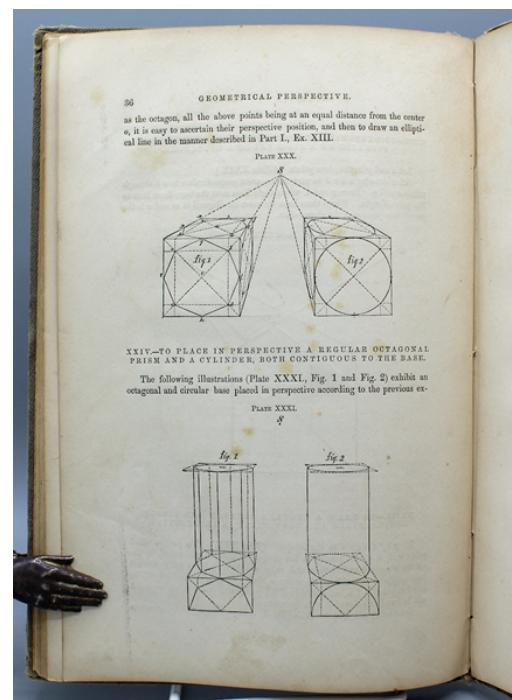 36
GEOMETRICAL PERSPECTIVE.
as the octagon, all the above points being at an equal distance from the center
o, it is easy to ascertain their perspective position, and then to draw an ellipti-
cal line in the manner described in Part I., Ex. XIII.
PLATE XXX.
S
fig 1
fig 2
XXIV.—TO PLACE IN PERSPECTIVE A REGULAR OCTAGONAL
PRISM AND A CYLINDER, BOTH CONTIGUOUS TO THE BASE.
The following illustrations (Plate XXXI., Fig. 1 and Fig. 2) exhibit an
octagonal and circular base placed in perspective according to the previous ex-
PLATE XXXI.
S
fig. 1
fig. 2